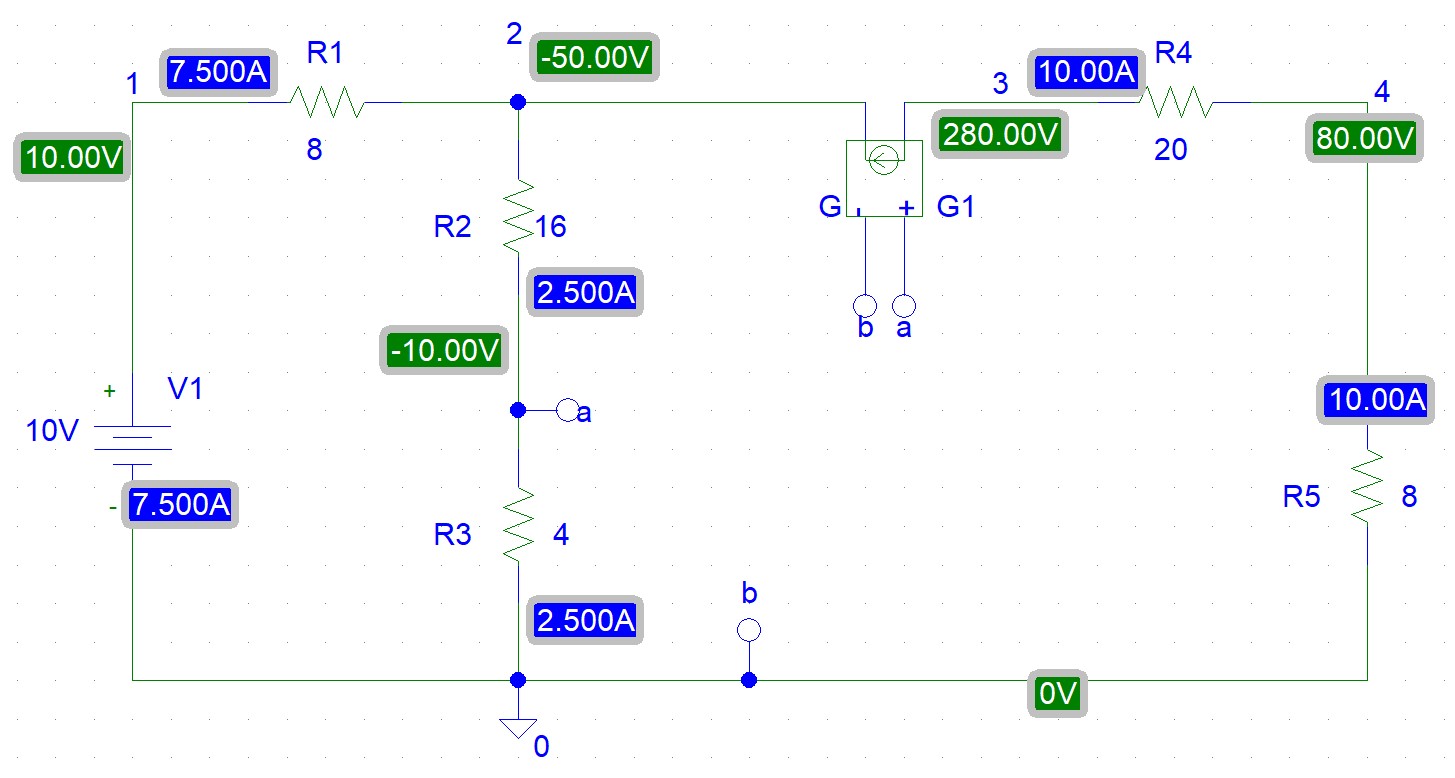 2
-50.00V
R1
7.500A
1
8
10.00V
R4
10.00A
3
280.00V
20
4
80.00V
R2
16
G
-
+
G1
2.500A
b
a
-10.00V
a
+
V1
10V
-
7.500A
10.00A
R5
8
R3
4
2.500A
b
0V
0